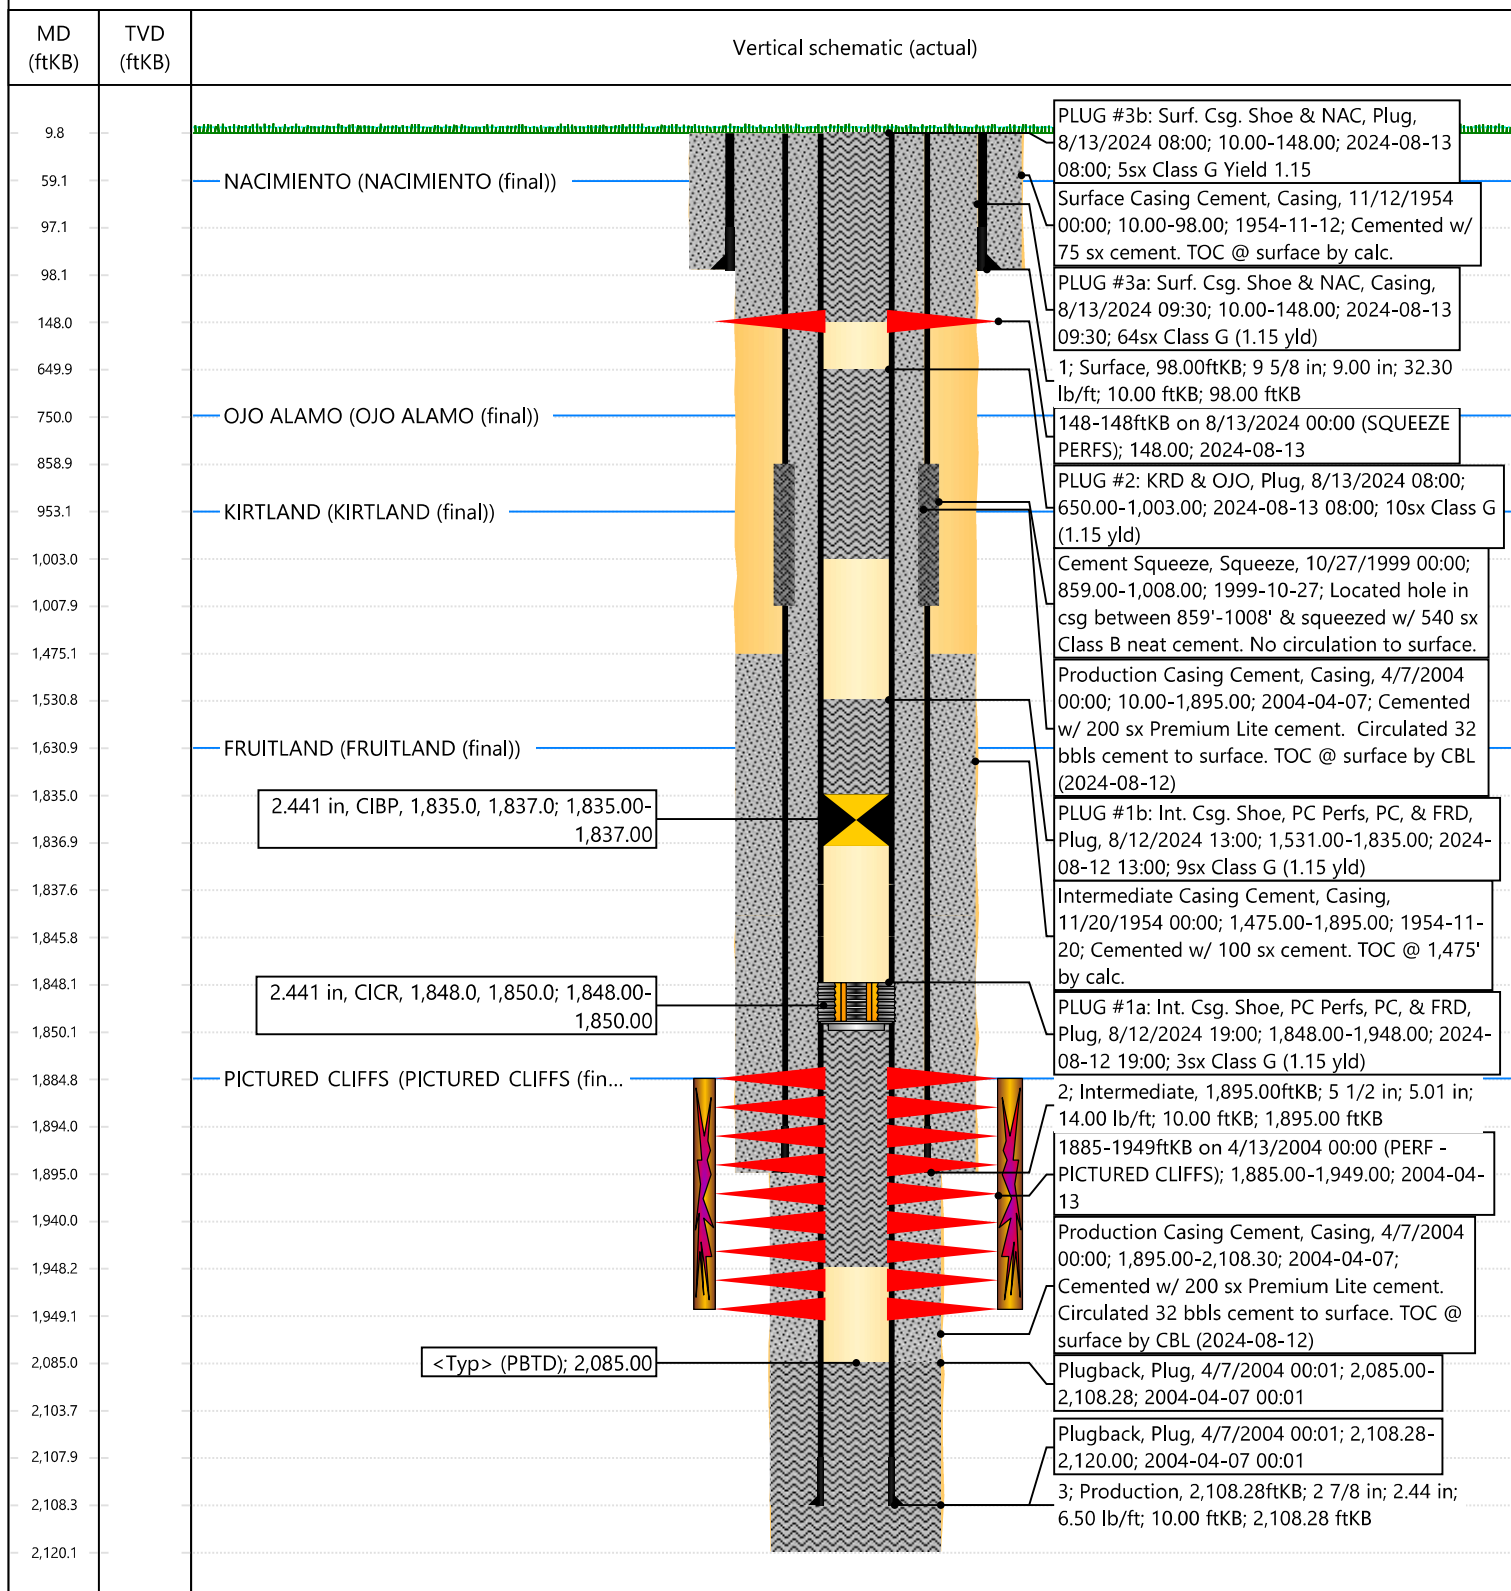 MD
(ftKB)
TVD
(ftKB)
Vertical schematic (actual)
9.8
59.1
97.1
98.1
148.0
649.9
750.0
858.9
953.1
1,003.0
1,007.9
1,475.1
1,530.8
1,630.9
1,835.0
1,836.9
1,837.6
1,845.8
1,848.1
1,850.1
1,884.8
1,894.0
1,895.0
1,940.0
1,948.2
1,949.1
2,085.0
2,103.7
2,107.9
2,108.3
2,120.1
NACIMIENTO (NACIMIENTO (final))
OJO ALAMO (OJO ALAMO (final))
KIRTLAND (KIRTLAND (final))
FRUITLAND (FRUITLAND (final))
2.441 in, CIBP, 1,835.0, 1,837.0; 1,835.00-
1,837.00
2.441 in, CICR, 1,848.0, 1,850.0; 1,848.00-
1,850.00
PICTURED CLIFFS (PICTURED CLIFFS (fin...
<Typ> (PBTD); 2,085.00
PLUG #3b: Surf. Csg. Shoe & NAC, Plug,
8/13/2024 08:00; 10.00-148.00; 2024-08-13
08:00; 5sx Class G Yield 1.15
Surface Casing Cement, Casing, 11/12/1954
00:00; 10.00-98.00; 1954-11-12; Cemented w/
75 sx cement. TOC @ surface by calc.
PLUG #3a: Surf. Csg. Shoe & NAC, Casing,
8/13/2024 09:30; 10.00-148.00; 2024-08-13
09:30; 64sx Class G (1.15 yld)
1; Surface, 98.00ftKB; 9 5/8 in; 9.00 in; 32.30
lb/ft; 10.00 ftKB; 98.00 ftKB
148-148ftKB on 8/13/2024 00:00 (SQUEEZE
PERFS); 148.00; 2024-08-13
PLUG #2: KRD & OJO, Plug, 8/13/2024 08:00;
650.00-1,003.00; 2024-08-13 08:00; 10sx Class G
(1.15 yld)
Cement Squeeze, Squeeze, 10/27/1999 00:00;
859.00-1,008.00; 1999-10-27; Located hole in
csg between 859'-1008' & squeezed w/ 540 sx
Class B neat cement. No circulation to surface.
Production Casing Cement, Casing, 4/7/2004
00:00; 10.00-1,895.00; 2004-04-07; Cemented
w/ 200 sx Premium Lite cement.  Circulated 32
bbls cement to surface. TOC @ surface by CBL
(2024-08-12)
PLUG #1b: Int. Csg. Shoe, PC Perfs, PC, & FRD,
Plug, 8/12/2024 13:00; 1,531.00-1,835.00; 2024-
08-12 13:00; 9sx Class G (1.15 yld)
Intermediate Casing Cement, Casing,
11/20/1954 00:00; 1,475.00-1,895.00; 1954-11-
20; Cemented w/ 100 sx cement. TOC @ 1,475'
by calc.
PLUG #1a: Int. Csg. Shoe, PC Perfs, PC, & FRD,
Plug, 8/12/2024 19:00; 1,848.00-1,948.00; 2024-
08-12 19:00; 3sx Class G (1.15 yld)
2; Intermediate, 1,895.00ftKB; 5 1/2 in; 5.01 in;
14.00 lb/ft; 10.00 ftKB; 1,895.00 ftKB
1885-1949ftKB on 4/13/2004 00:00 (PERF -
PICTURED CLIFFS); 1,885.00-1,949.00; 2004-04-
13
Production Casing Cement, Casing, 4/7/2004
00:00; 1,895.00-2,108.30; 2004-04-07;
Cemented w/ 200 sx Premium Lite cement.
Circulated 32 bbls cement to surface. TOC @
surface by CBL (2024-08-12)
Plugback, Plug, 4/7/2004 00:01; 2,085.00-
2,108.28; 2004-04-07 00:01
Plugback, Plug, 4/7/2004 00:01; 2,108.28-
2,120.00; 2004-04-07 00:01
3; Production, 2,108.28ftKB; 2 7/8 in; 2.44 in;
6.50 lb/ft; 10.00 ftKB; 2,108.28 ftKB